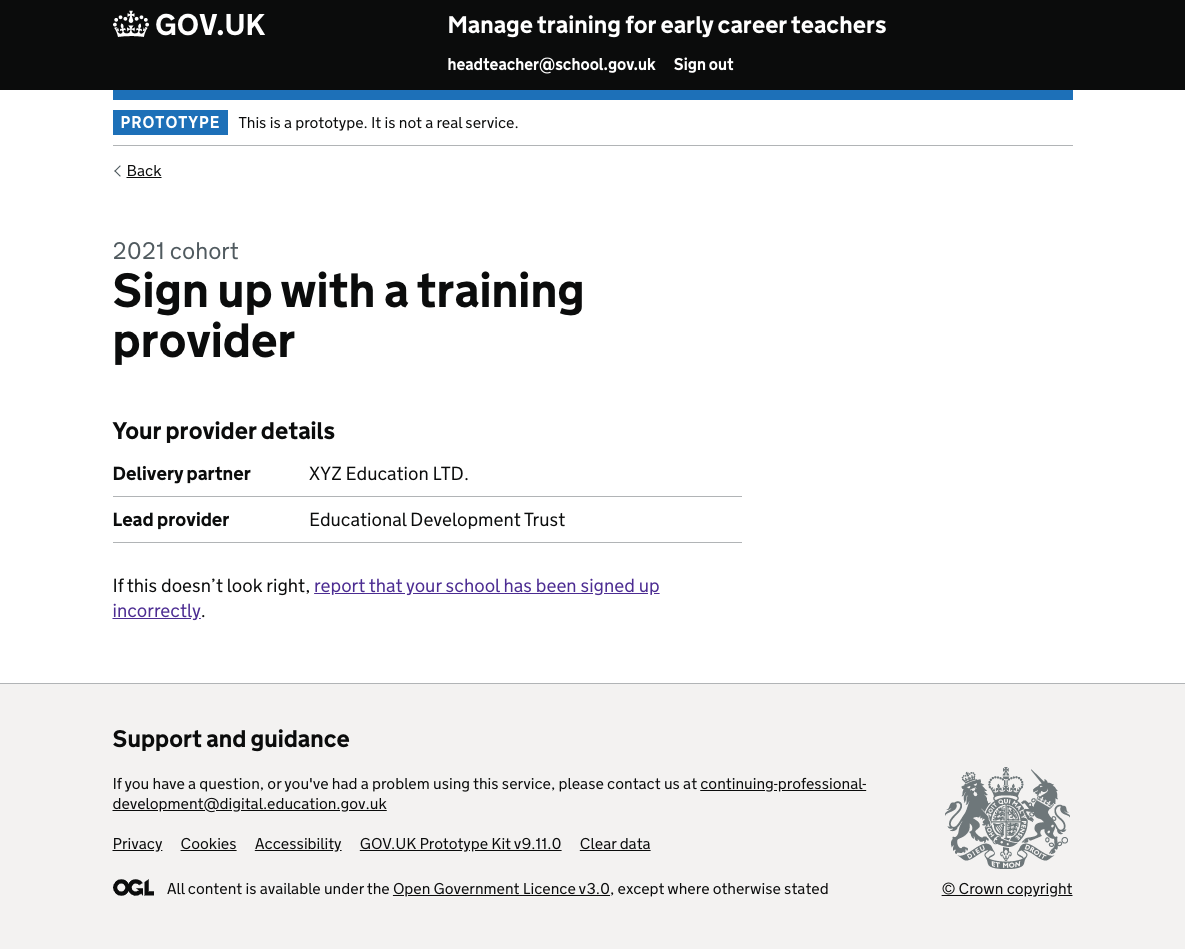 GOV.UK
Manage training for early career teachers
headteacher@school.gov.uk Sign out
PROTOTYPE This is a prototype. It is not a real service.
Back
2021 cohort
Sign up with a training
provider
Your provider details
Delivery partner XYZ Education LTD.
Lead provider Educational Development Trust
If this doesn’t look right, report that your school has been signed up
incorrectly.
Support and guidance
If you have a question, or you've had a problem using this service, please contact us at continuing-professional-
development@digital.education.gov.uk
Privacy Cookies Accessibility GOV.UK Prototype Kit v9.11.0 Clear data
OGL All content is available under the Open Government Licence v3.0, except where otherwise stated
DIEU ET MON DROIT
© Crown copyright